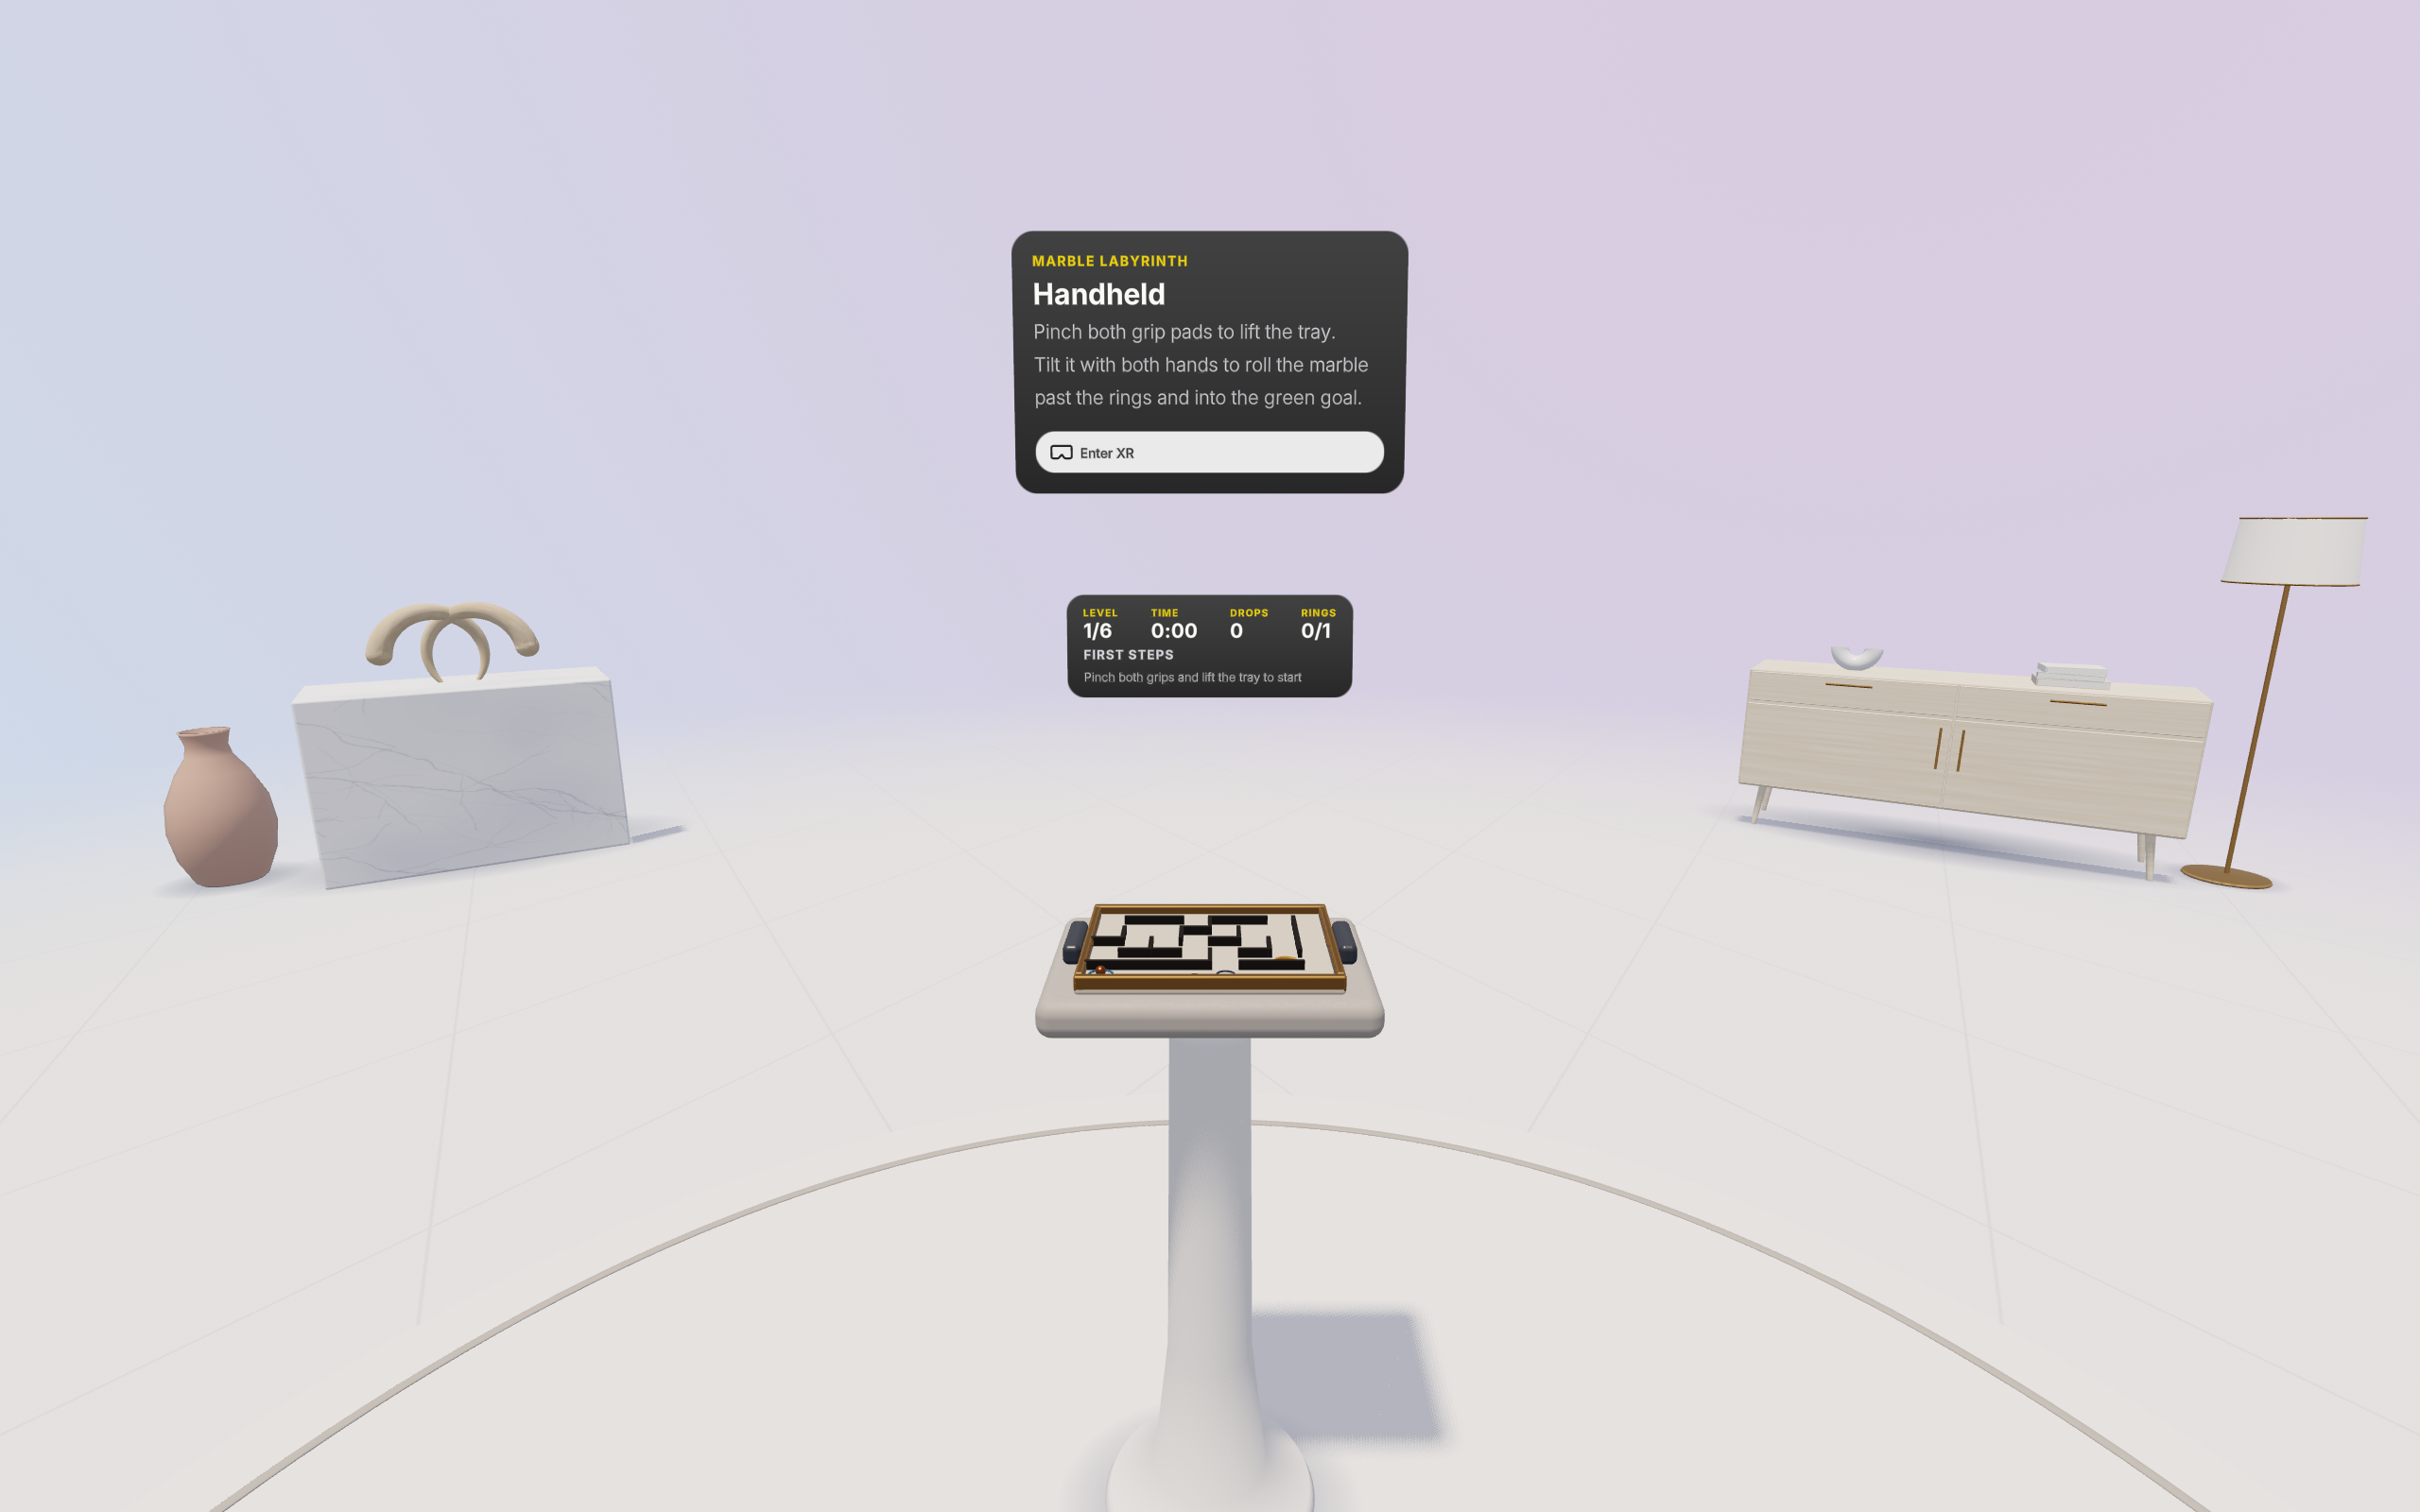 MARBLE LABYRINTH
Handheld
Pinch both grip pads to lift the tray.
Tilt it with both hands to roll the marble
past the rings and into the green goal.
Enter XR
LEVEL TIME DROPS RINGS
1/6 0:00 0 0/1
FIRST STEPS
Pinch both grips and lift the tray to start